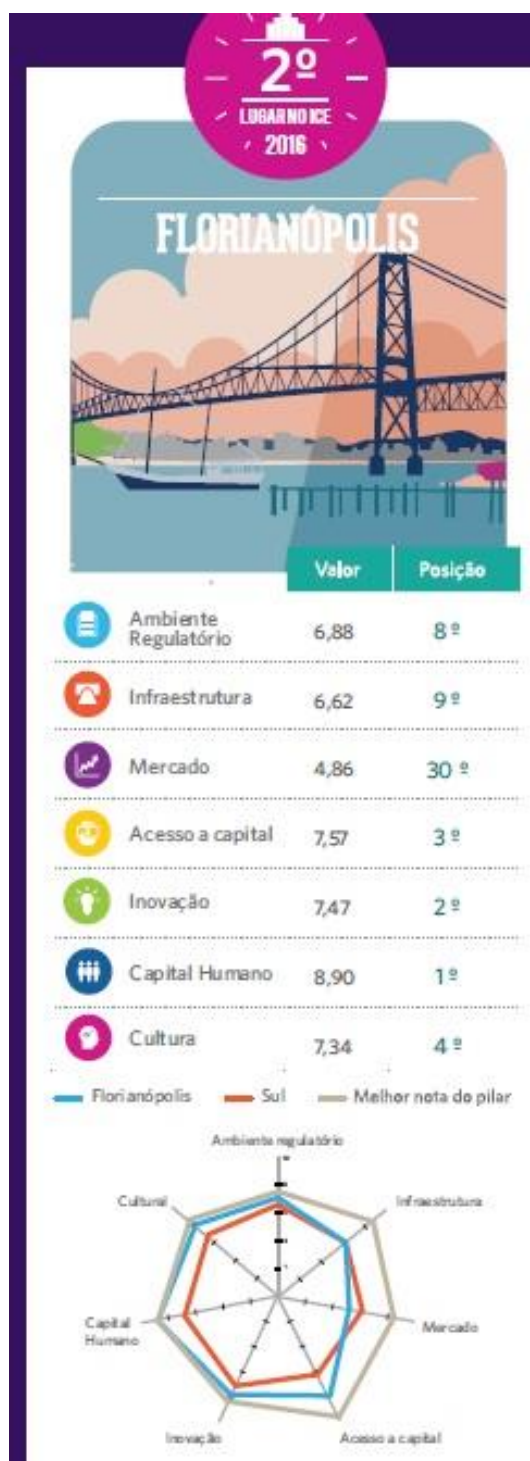 2º
LUGAR NO ICE
2016
FLORIANÓPOLIS
Valor Posição
Ambiente
Regulatório 6,88 8º
Infraestrutura 6,62 9º
Mercado 4,86 30º
Acesso a capital 7,57 3º
Inovação 7,47 2º
Capital Humano 8,90 1º
Cultura 7,34 4º
Florianópolis Sul Melhor nota do pilar
Ambiente regulatório
Cultural Infraestrutura
Capital
Humano Mercado
Inovação Acesso a capital